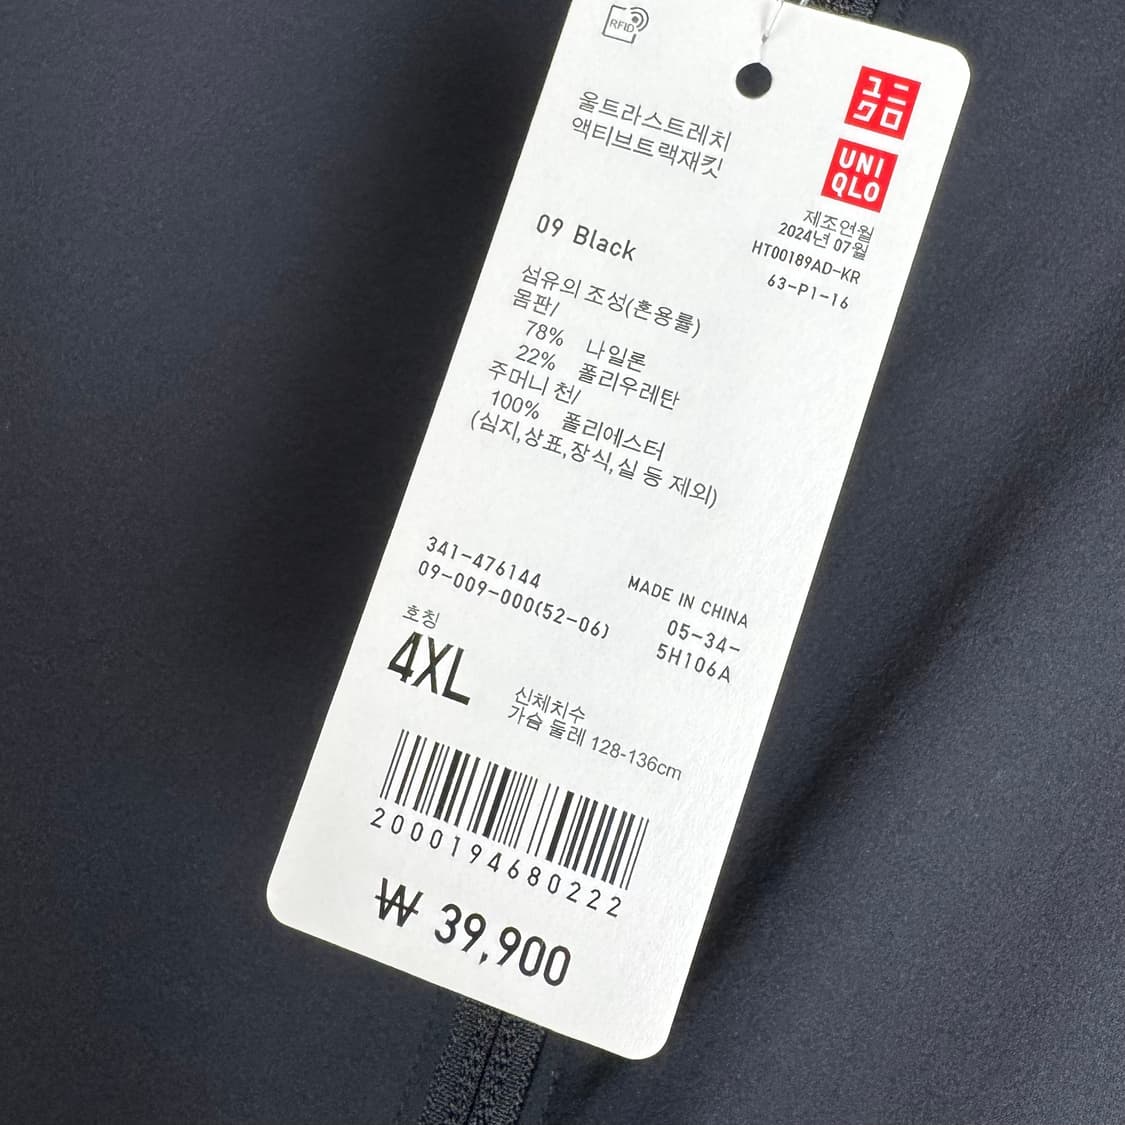 RFID
울트라스트레치
액티브트랙재킷
ユニ
クロ
UNI
QLO
제조연월
2024년 07월
HT00189AD-KR
63-P1-16
09 Black
섬유의 조성(혼용률)
몸판/
78% 나일론
22% 폴리우레탄
주머니 천/
100% 폴리에스터
(심지,상표,장식,실 등 제외)
341-476144
09-009-000(52-06)
MADE IN CHINA
05-34-
5H106A
호칭
4XL
신체치수
가슴 둘레 128-136cm
2000194680222
₩ 39,900